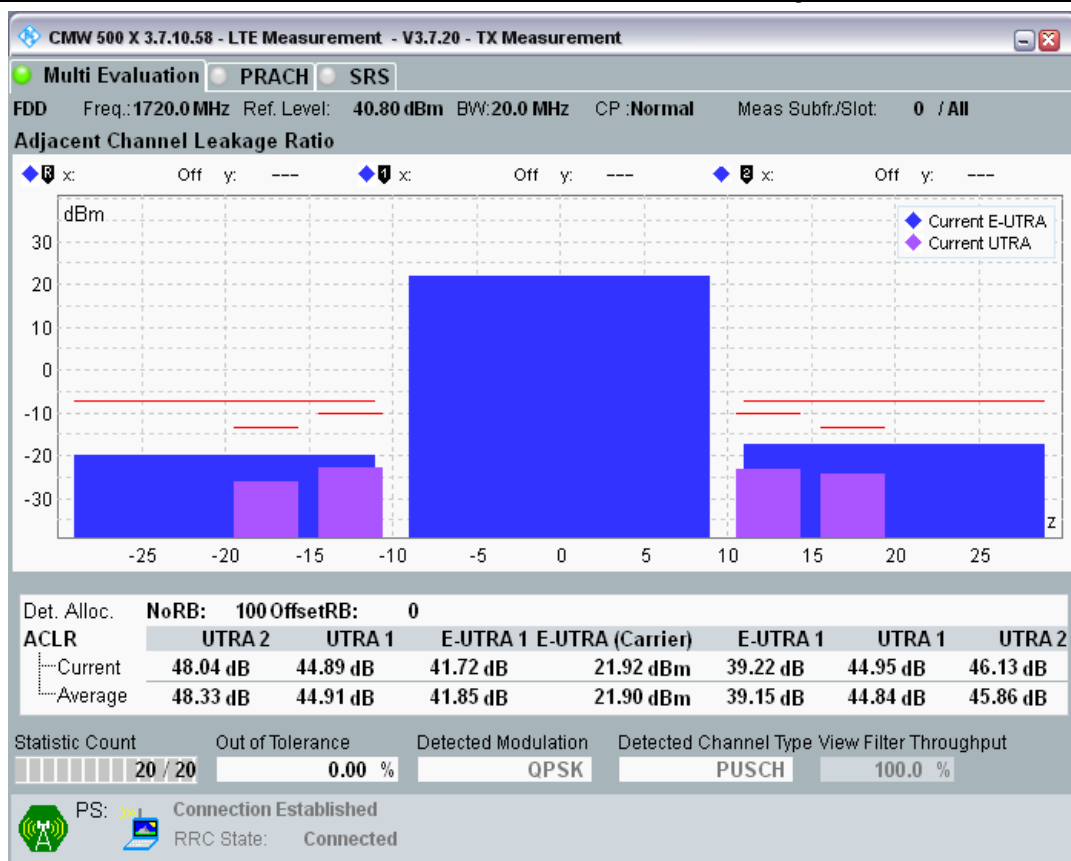 CMW 500 X 3.7.10.58 - LTE Measurement - V3.7.20 - TX Measurement
Multi Evaluation PRACH SRS
FDD Freq.:1720.0 MHz Ref. Level: 40.80 dBm BW:20.0 MHz CP :Normal Meas Subfr./Slot: 0 / All
Adjacent Channel Leakage Ratio
R x: Off y: --- 1 x: Off y: --- 2 x: Off y: ---
dBm
Current E-UTRA
Current UTRA
30
20
10
0
-10
-20
-30
z
-25 -20 -15 -10 -5 0 5 10 15 20 25
Det. Alloc. NoRB: 100 OffsetRB: 0
ACLR UTRA 2 UTRA 1 E-UTRA 1 E-UTRA (Carrier) E-UTRA 1 UTRA 1 UTRA 2
Current 48.04 dB 44.89 dB 41.72 dB 21.92 dBm 39.22 dB 44.95 dB 46.13 dB
Average 48.33 dB 44.91 dB 41.85 dB 21.90 dBm 39.15 dB 44.84 dB 45.86 dB
Statistic Count Out of Tolerance Detected Modulation Detected Channel Type View Filter Throughput
20 / 20 0.00 % QPSK PUSCH 100.0 %
PS: Connection Established
RRC State: Connected